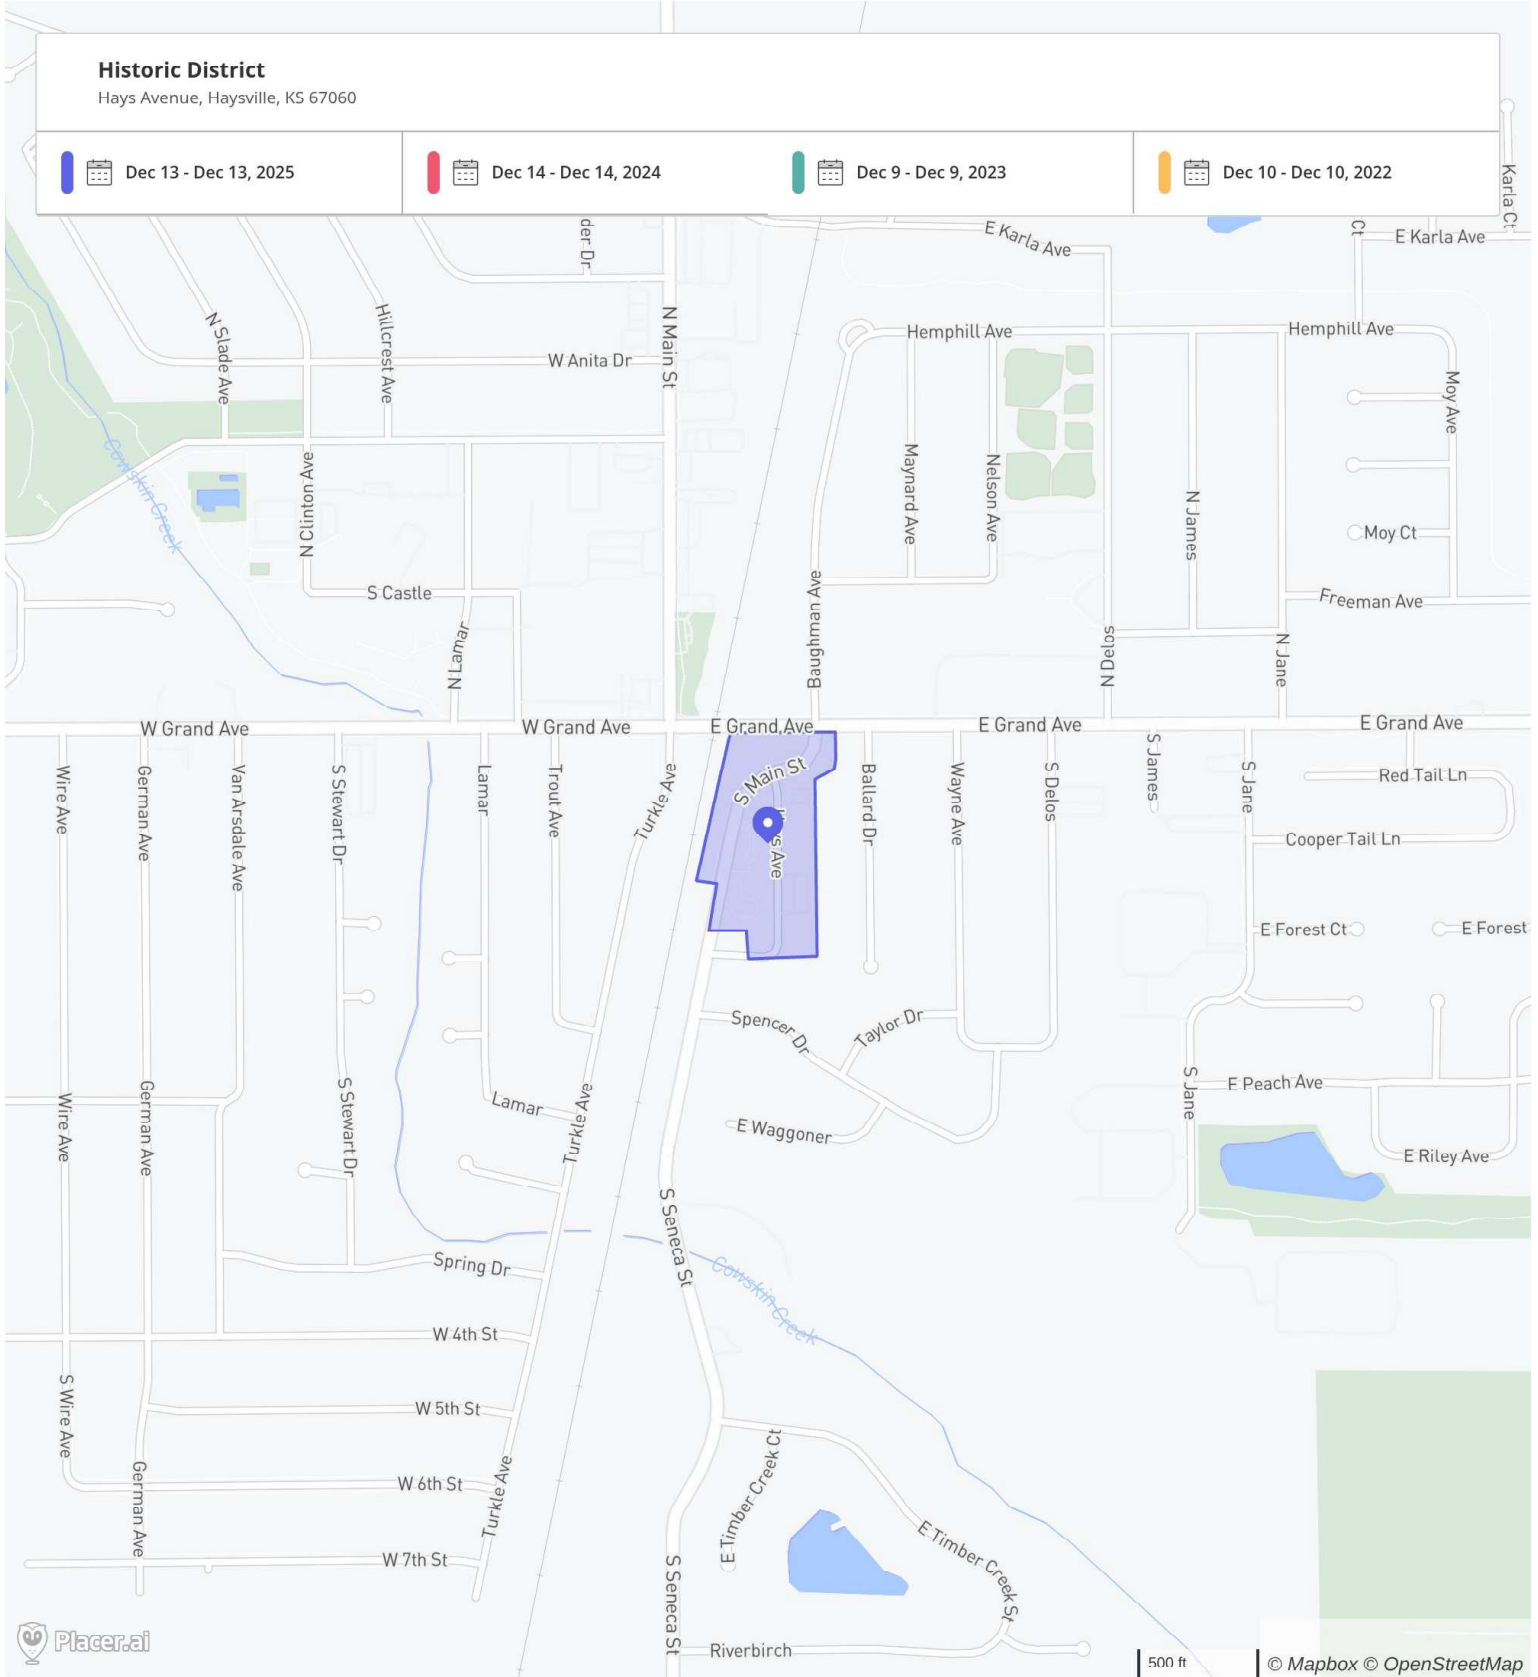 Historic District
Hays Avenue, Haysville, KS 67060
Dec 13 - Dec 13, 2025
Dec 14 - Dec 14, 2024
Dec 9 - Dec 9, 2023
Dec 10 - Dec 10, 2022
Karla Ct
der Dr
E Karla Ave
Ct
E Karla Ave
N Slade Ave
Hillcrest Ave
N Main St
W Anita Dr
Hemphill Ave
Hemphill Ave
Moy Ave
Cowskin Creek
N Clinton Ave
Maynard Ave
Nelson Ave
N James
Moy Ct
S Castle
N Lamar
Baughman Ave
N Delos
Freeman Ave
N Jane
W Grand Ave
W Grand Ave
E Grand Ave
E Grand Ave
E Grand Ave
Wire Ave
German Ave
Van Arsdale Ave
S Stewart Dr
Lamar
Trout Ave
Turkle Ave
S Main St
s Ave
Ballard Dr
Wayne Ave
S Delos
S James
S Jane
Red Tail Ln
Cooper Tail Ln
E Forest Ct
E Forest
Spencer Dr
Taylor Dr
Wire Ave
German Ave
S Stewart Dr
Lamar
Turkle Ave
E Waggoner
S Jane
E Peach Ave
E Riley Ave
S Seneca St
Spring Dr
Cowskin Creek
W 4th St
S Wire Ave
W 5th St
German Ave
W 6th St
Turkle Ave
E Timber Creek Ct
E Timber Creek St
W 7th St
S Seneca St
Riverbirch
Placer.ai
500 ft
© Mapbox © OpenStreetMap